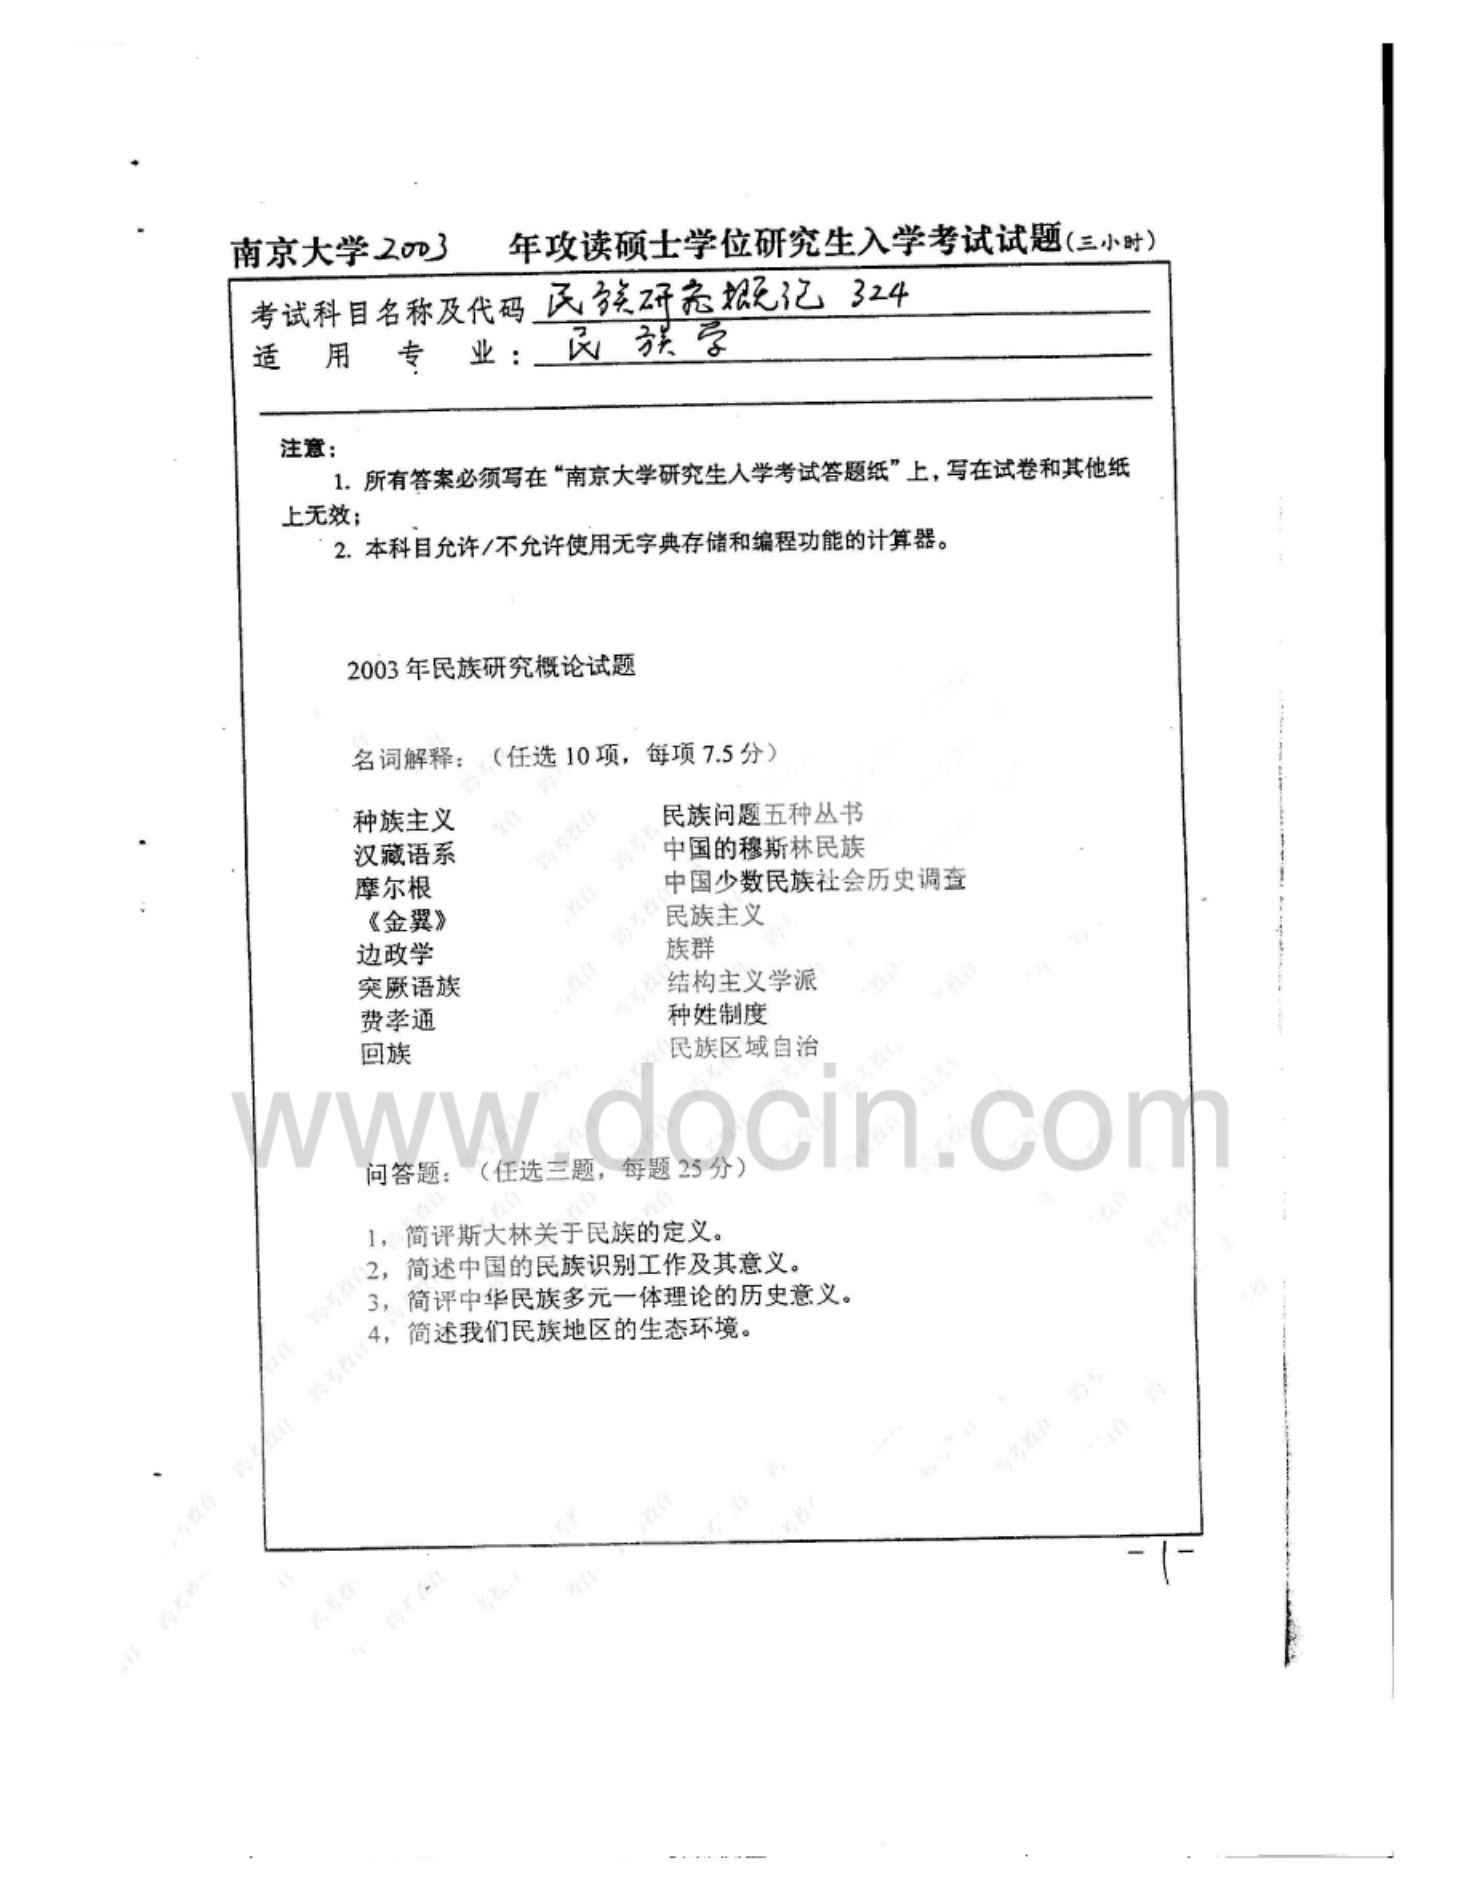 南京大学2003 年攻读硕士学位研究生入学考试试题(三小时)
考试科目名称及代码 民族研究概论 324
适用专业: 民族学
注意:
1. 所有答案必须写在“南京大学研究生入学考试答题纸”上,写在试卷和其他纸
上无效;
2. 本科目允许/不允许使用无字典存储和编程功能的计算器。
2003年民族研究概论试题
名词解释:(任选10项,每项7.5分)
种族主义 民族问题五种丛书
汉藏语系 中国的穆斯林民族
摩尔根 中国少数民族社会历史调查
《金翼》 民族主义
边政学 族群
突厥语族 结构主义学派
费孝通 种姓制度
回族 民族区域自治
www.docin.com
问答题:(任选三题,每题25分)
1,简评斯大林关于民族的定义。
2,简述中国的民族识别工作及其意义。
3,简评中华民族多元一体理论的历史意义。
4,简述我们民族地区的生态环境。
-1-